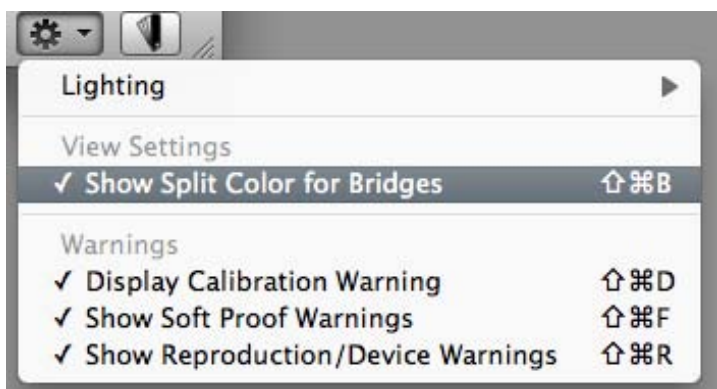 Lighting
View Settings
✓ Show Split Color for Bridges ⇧⌘B
Warnings
✓ Display Calibration Warning ⇧⌘D
✓ Show Soft Proof Warnings ⇧⌘F
✓ Show Reproduction/Device Warnings ⇧⌘R